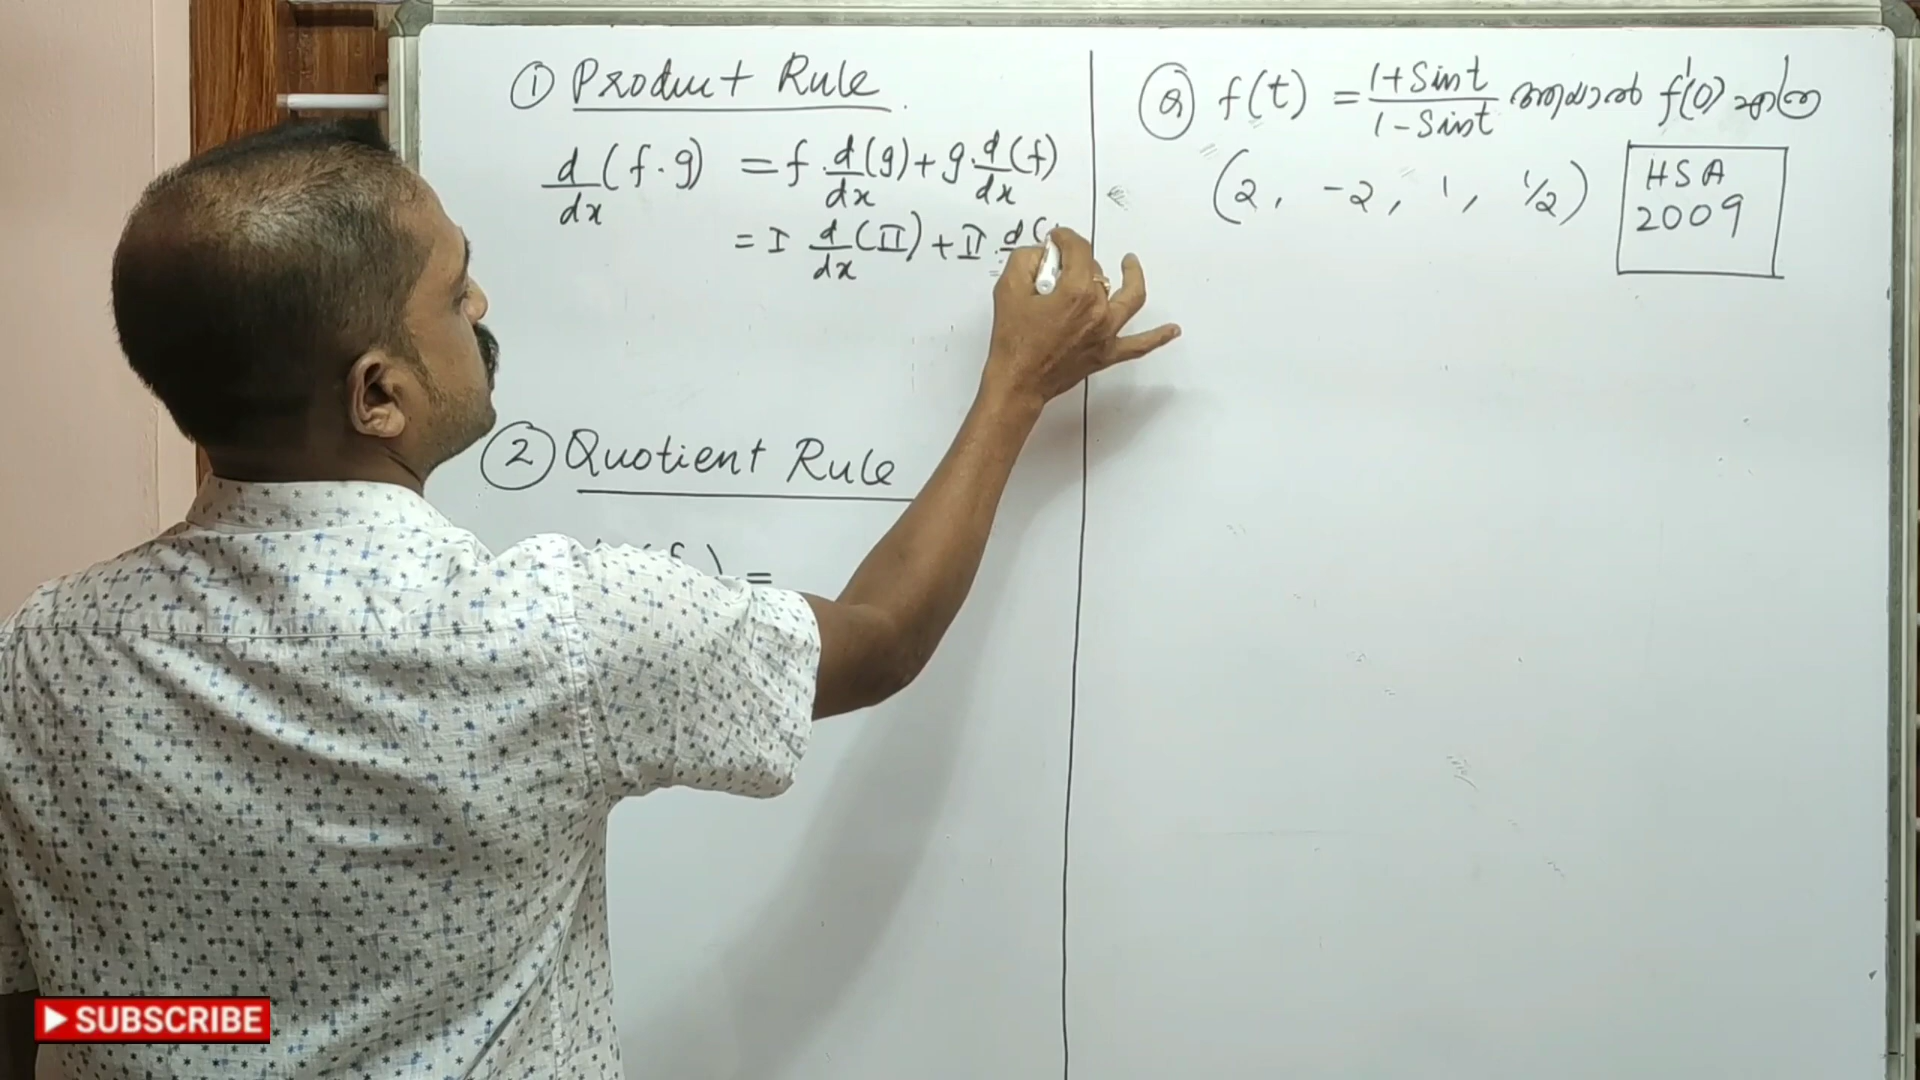 ① Product Rule
d/dx (f · g) = f · d/dx (g) + g · d/dx (f)
= I d/dx (II) + II · d
② Quotient Rule
=
Q f(t) = 1+Sint/1-Sint ആയാൽ f'(0) എത്ര
(2, -2, 1, 1/2)
HSA
2009
SUBSCRIBE